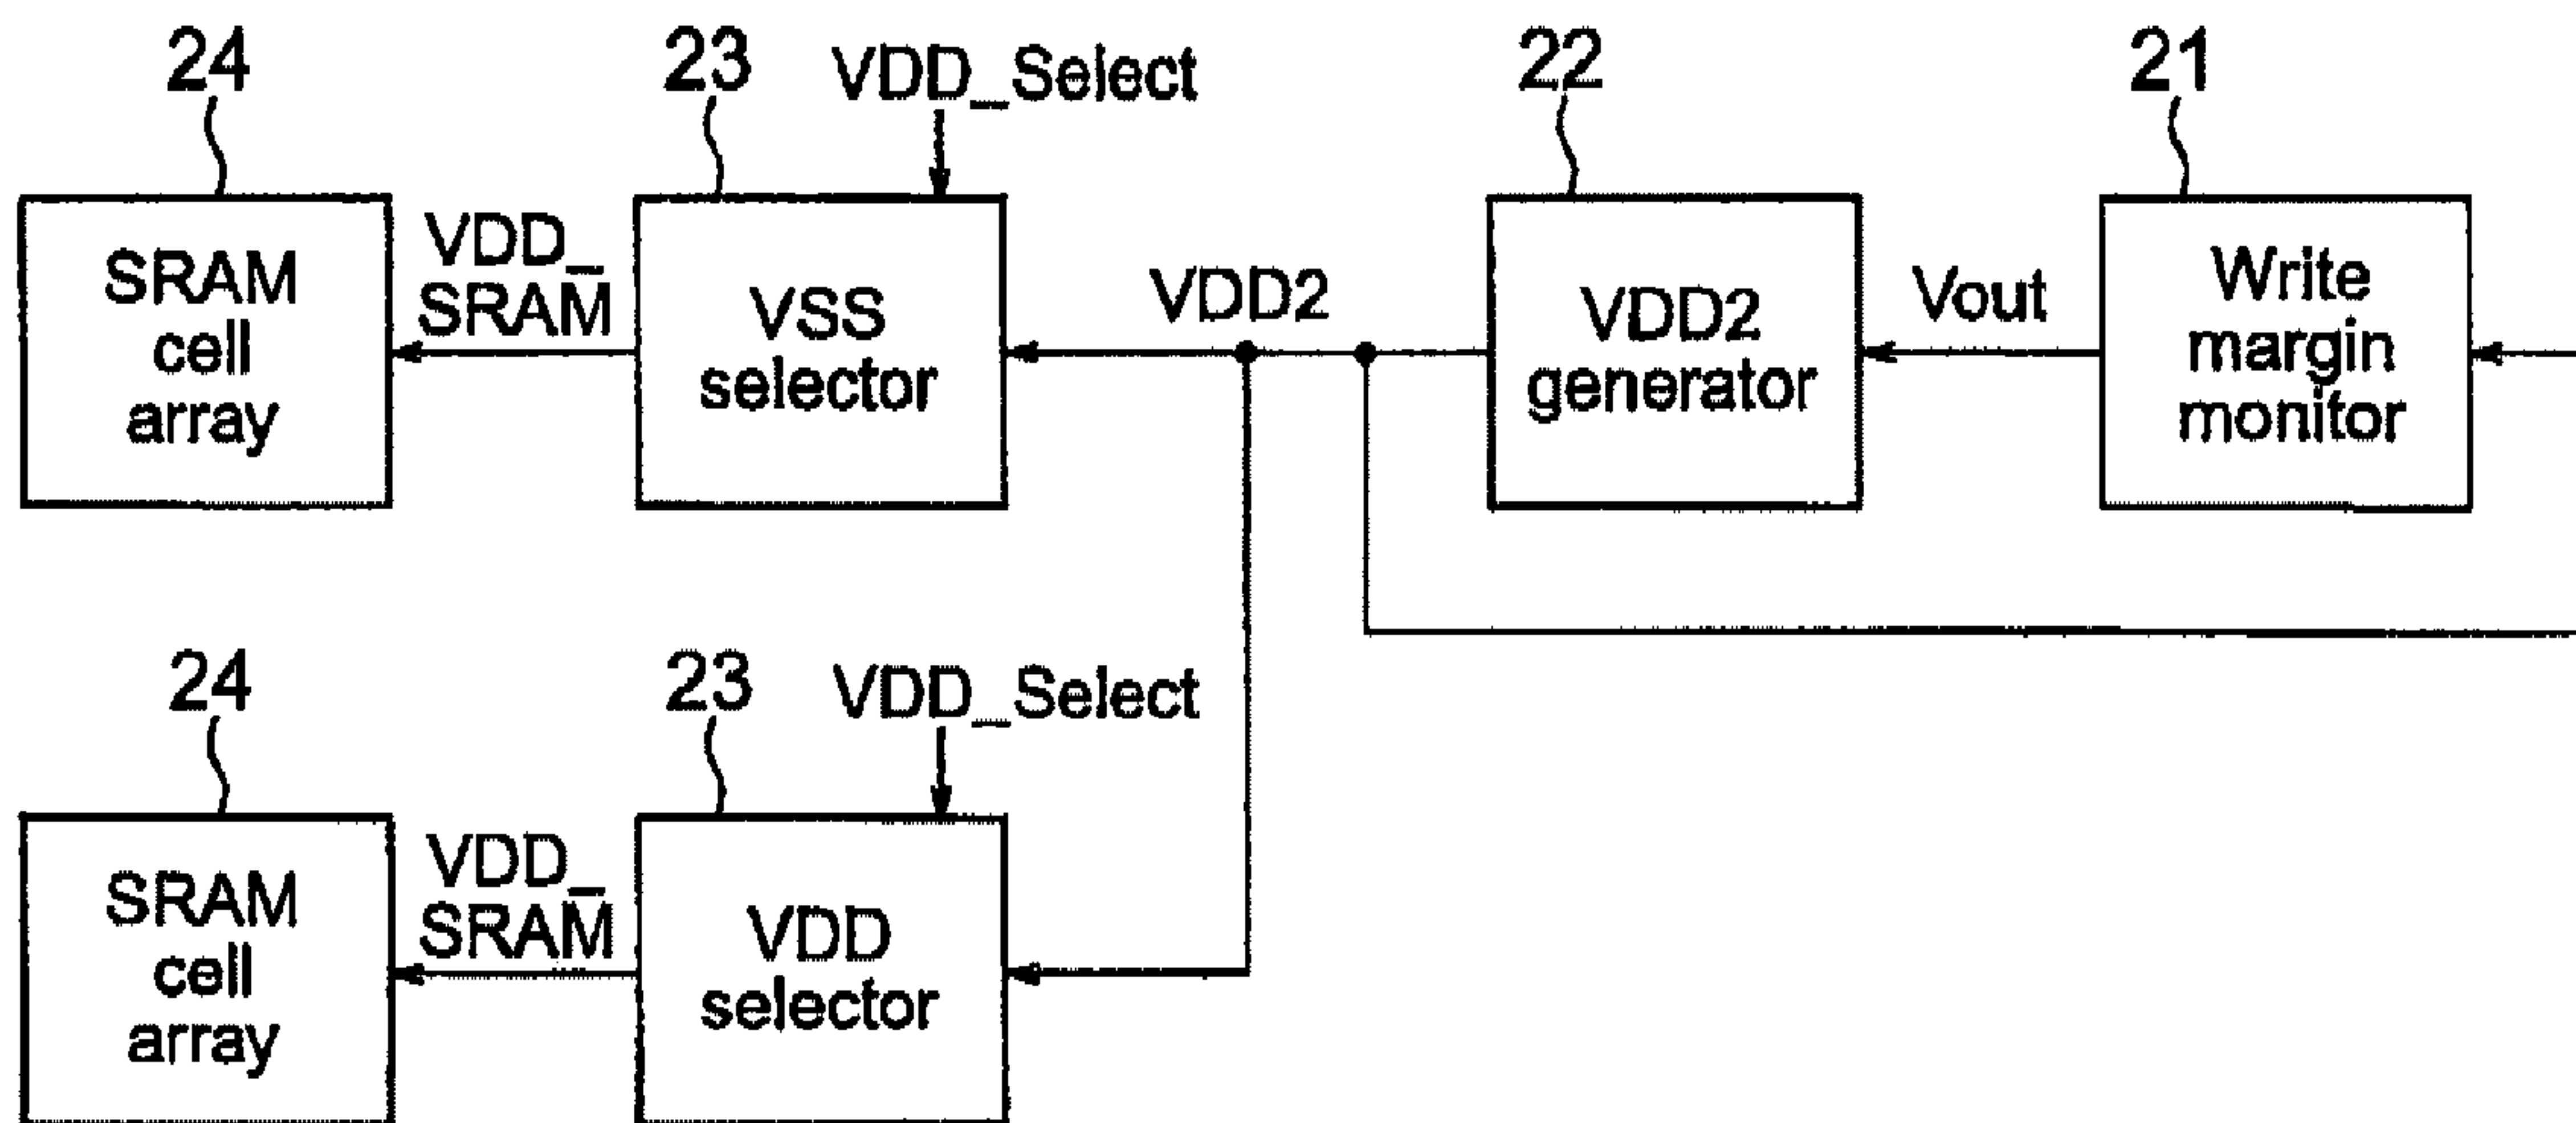 24
23
VDD_Select
22
21
SRAM
cell
array
VDD_
SRAM
VSS
selector
VDD2
VDD2
generator
Vout
Write
margin
monitor
24
23
VDD_Select
SRAM
cell
array
VDD_
SRAM
VDD
selector